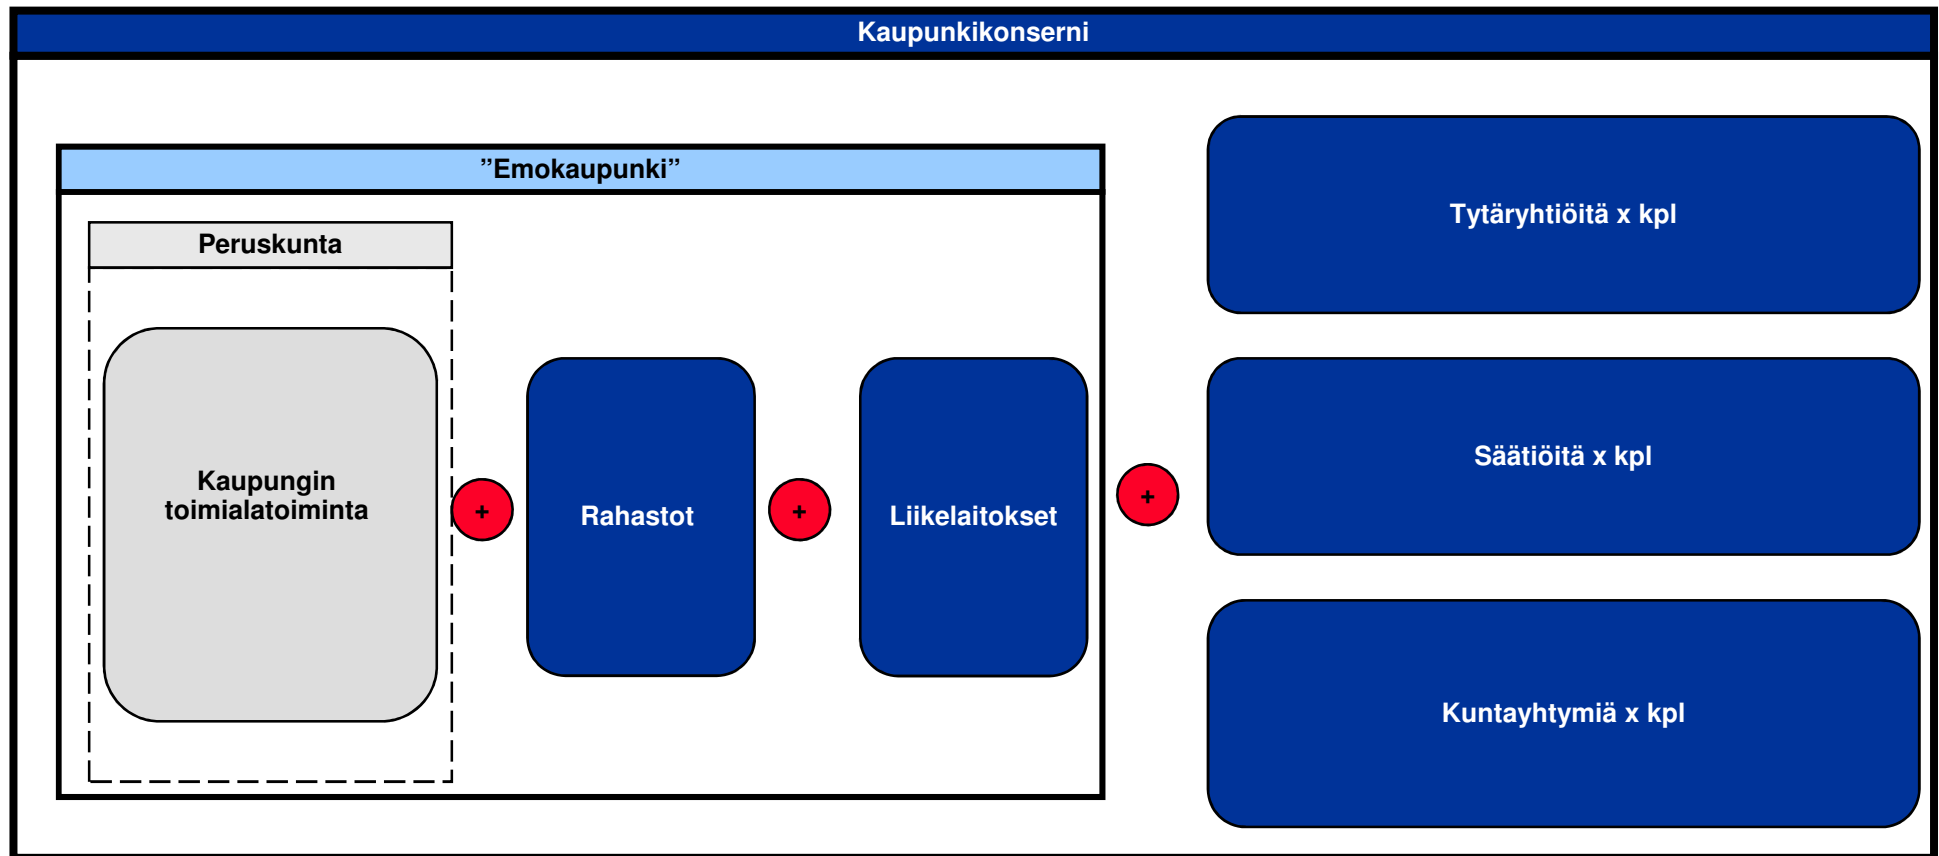 Kaupunkikonserni
”Emokaupunki”
Peruskunta
Kaupungin
toimialatoiminta
+
Rahastot
+
Liikelaitokset
+
Tytäryhtiöitä x kpl
Säätiöitä x kpl
Kuntayhtymiä x kpl